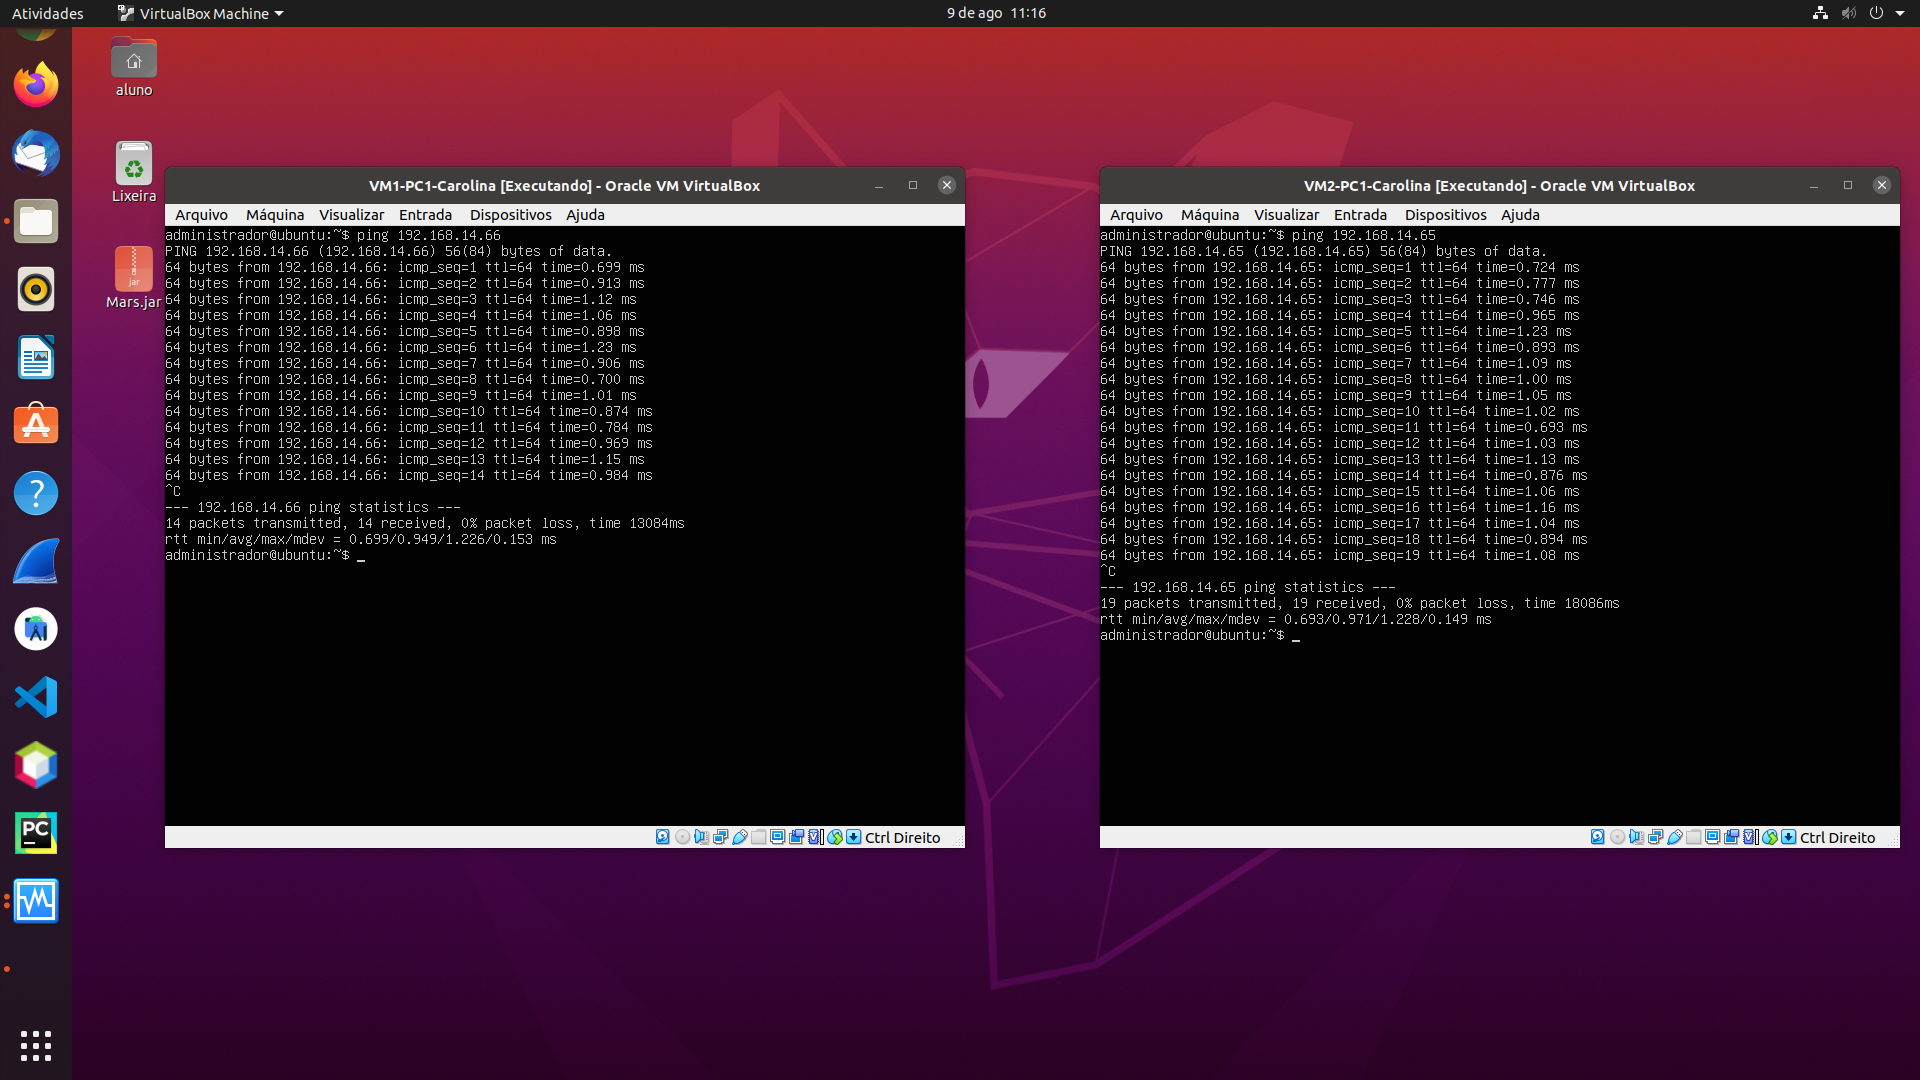 Atividades
VirtualBox Machine
9 de ago 11:16
aluno
Lixeira
jar
Mars.jar
VM1-PC1-Carolina [Executando] - Oracle VM VirtualBox
Arquivo Máquina Visualizar Entrada Dispositivos Ajuda
administrador@ubuntu:~$ ping 192.168.14.66
PING 192.168.14.66 (192.168.14.66) 56(84) bytes of data.
64 bytes from 192.168.14.66: icmp_seq=1 ttl=64 time=0.699 ms
64 bytes from 192.168.14.66: icmp_seq=2 ttl=64 time=0.913 ms
64 bytes from 192.168.14.66: icmp_seq=3 ttl=64 time=1.12 ms
64 bytes from 192.168.14.66: icmp_seq=4 ttl=64 time=1.06 ms
64 bytes from 192.168.14.66: icmp_seq=5 ttl=64 time=0.898 ms
64 bytes from 192.168.14.66: icmp_seq=6 ttl=64 time=1.23 ms
64 bytes from 192.168.14.66: icmp_seq=7 ttl=64 time=0.906 ms
64 bytes from 192.168.14.66: icmp_seq=8 ttl=64 time=0.700 ms
64 bytes from 192.168.14.66: icmp_seq=9 ttl=64 time=1.01 ms
64 bytes from 192.168.14.66: icmp_seq=10 ttl=64 time=0.874 ms
64 bytes from 192.168.14.66: icmp_seq=11 ttl=64 time=0.784 ms
64 bytes from 192.168.14.66: icmp_seq=12 ttl=64 time=0.969 ms
64 bytes from 192.168.14.66: icmp_seq=13 ttl=64 time=1.15 ms
64 bytes from 192.168.14.66: icmp_seq=14 ttl=64 time=0.984 ms
^C
--- 192.168.14.66 ping statistics ---
14 packets transmitted, 14 received, 0% packet loss, time 13084ms
rtt min/avg/max/mdev = 0.699/0.949/1.226/0.153 ms
administrador@ubuntu:~$ _
Ctrl Direito
VM2-PC1-Carolina [Executando] - Oracle VM VirtualBox
Arquivo Máquina Visualizar Entrada Dispositivos Ajuda
administrador@ubuntu:~$ ping 192.168.14.65
PING 192.168.14.65 (192.168.14.65) 56(84) bytes of data.
64 bytes from 192.168.14.65: icmp_seq=1 ttl=64 time=0.724 ms
64 bytes from 192.168.14.65: icmp_seq=2 ttl=64 time=0.777 ms
64 bytes from 192.168.14.65: icmp_seq=3 ttl=64 time=0.746 ms
64 bytes from 192.168.14.65: icmp_seq=4 ttl=64 time=0.965 ms
64 bytes from 192.168.14.65: icmp_seq=5 ttl=64 time=1.23 ms
64 bytes from 192.168.14.65: icmp_seq=6 ttl=64 time=0.893 ms
64 bytes from 192.168.14.65: icmp_seq=7 ttl=64 time=1.09 ms
64 bytes from 192.168.14.65: icmp_seq=8 ttl=64 time=1.00 ms
64 bytes from 192.168.14.65: icmp_seq=9 ttl=64 time=1.05 ms
64 bytes from 192.168.14.65: icmp_seq=10 ttl=64 time=1.02 ms
64 bytes from 192.168.14.65: icmp_seq=11 ttl=64 time=0.693 ms
64 bytes from 192.168.14.65: icmp_seq=12 ttl=64 time=1.03 ms
64 bytes from 192.168.14.65: icmp_seq=13 ttl=64 time=1.13 ms
64 bytes from 192.168.14.65: icmp_seq=14 ttl=64 time=0.876 ms
64 bytes from 192.168.14.65: icmp_seq=15 ttl=64 time=1.06 ms
64 bytes from 192.168.14.65: icmp_seq=16 ttl=64 time=1.16 ms
64 bytes from 192.168.14.65: icmp_seq=17 ttl=64 time=1.04 ms
64 bytes from 192.168.14.65: icmp_seq=18 ttl=64 time=0.894 ms
64 bytes from 192.168.14.65: icmp_seq=19 ttl=64 time=1.08 ms
^C
--- 192.168.14.65 ping statistics ---
19 packets transmitted, 19 received, 0% packet loss, time 18086ms
rtt min/avg/max/mdev = 0.693/0.971/1.228/0.149 ms
administrador@ubuntu:~$ _
Ctrl Direito
PC